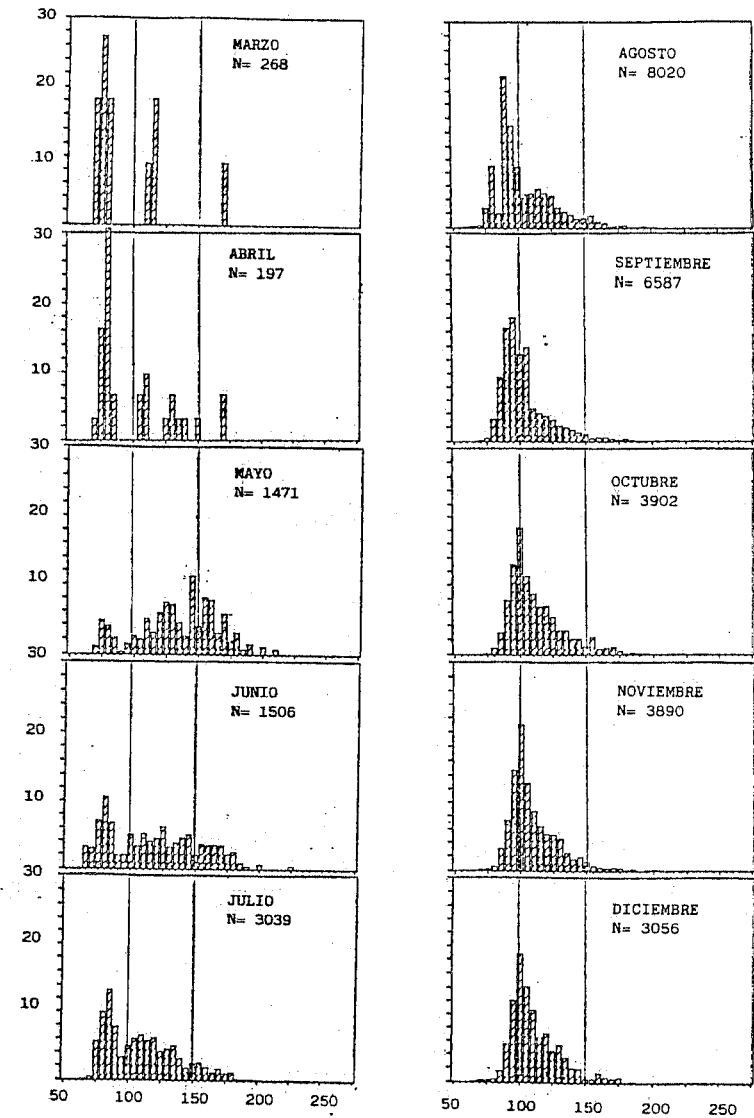 30
MARZO
N= 268
20
10
30
ABRIL
N= 197
20
10
30
MAYO
N= 1471
20
10
30
JUNIO
N= 1506
20
10
30
JULIO
N= 3039
20
10
50 100 150 200 250
AGOSTO
N= 8020
SEPTIEMBRE
N= 6587
OCTUBRE
N= 3902
NOVIEMBRE
N= 3890
DICIEMBRE
N= 3056
50 100 150 200 250